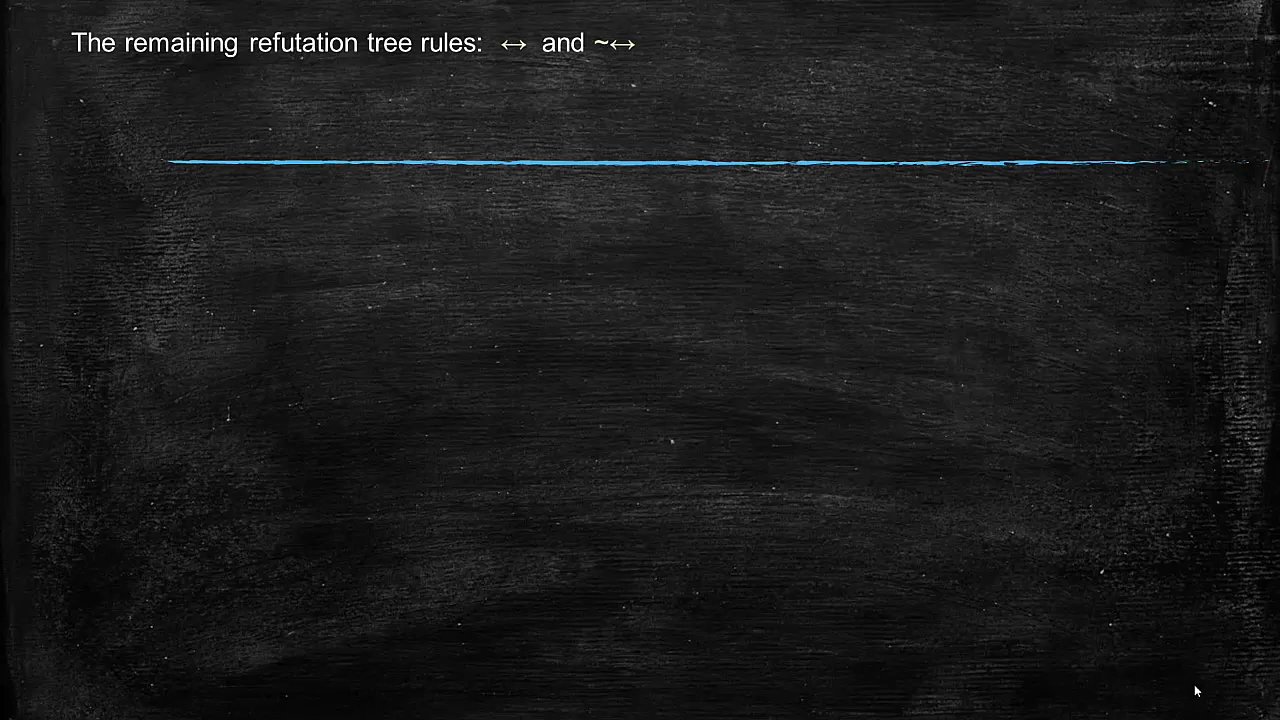 The remaining refutation tree rules: ↔ and ~↔